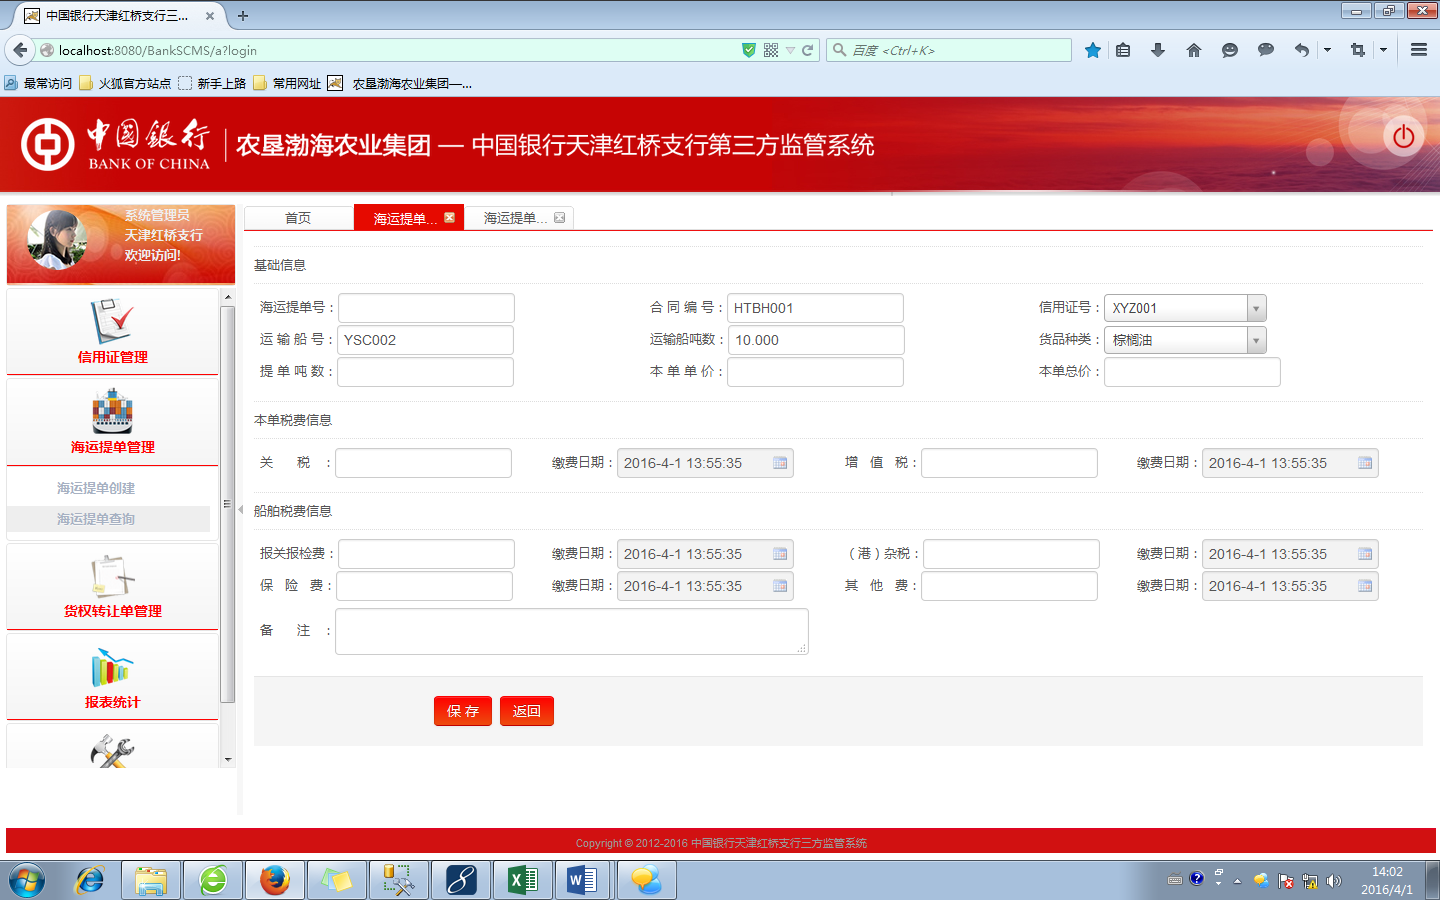 中国银行天津红桥支行三...
localhost:8080/BankSCMS/a?login
百度 <Ctrl+K>
最常访问 火狐官方站点 新手上路 常用网址 农垦渤海农业集团—...
中国银行
BANK OF CHINA
农垦渤海农业集团 — 中国银行天津红桥支行第三方监管系统
系统管理员
天津红桥支行
欢迎访问!
首页 海运提单... 海运提单...
信用证管理
海运提单管理
海运提单创建
海运提单查询
货权转让单管理
报表统计
基础信息
海运提单号: 合同编号: HTBH001 信用证号: XYZ001
运输船号: YSC002 运输船吨数: 10.000 货品种类: 棕榈油
提单吨数: 本单单价: 本单总价:
本单税费信息
关税: 缴费日期: 2016-4-1 13:55:35 增值税: 缴费日期: 2016-4-1 13:55:35
船舶税费信息
报关报检费: 缴费日期: 2016-4-1 13:55:35 (港)杂税: 缴费日期: 2016-4-1 13:55:35
保险费: 缴费日期: 2016-4-1 13:55:35 其他费: 缴费日期: 2016-4-1 13:55:35
备注:
保存 返回
Copyright © 2012-2016 中国银行天津红桥支行三方监管系统
14:02
2016/4/1